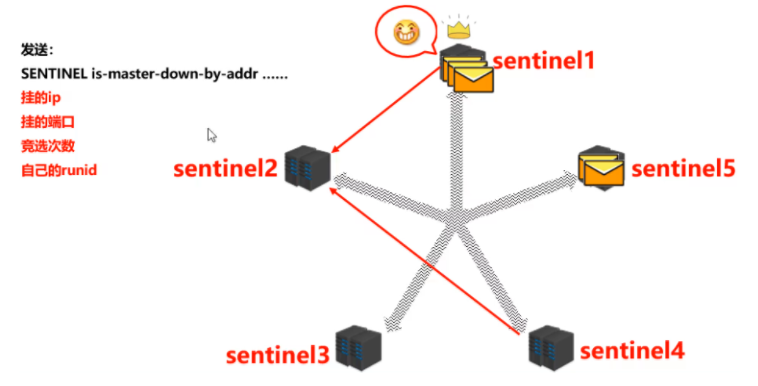 发送：
SENTINEL is-master-down-by-addr ......
挂的ip
挂的端口
竞选次数
自己的runid
sentinel1
sentinel2
sentinel5
sentinel3
sentinel4